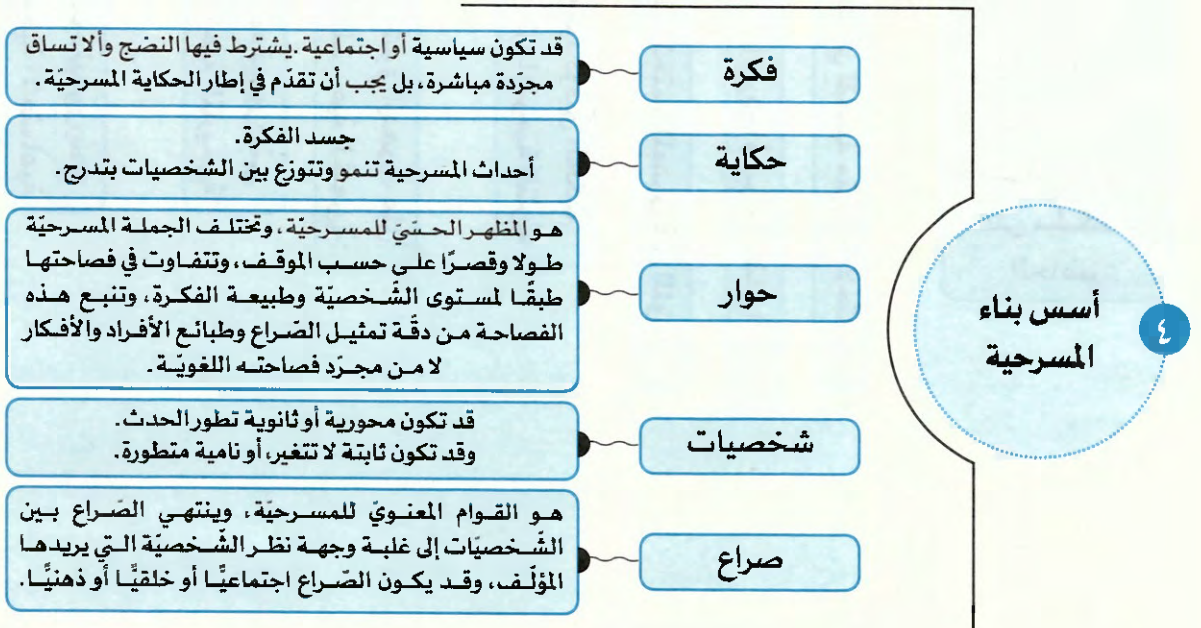 ٤
أسس بناء
المسرحية
فكرة
قد تكون سياسية أو اجتماعية. يشترط فيها النضج وألا تساق
مجرّدة مباشرة، بل يجب أن تقدّم في إطار الحكاية المسرحيّة.
حكاية
جسد الفكرة.
أحداث المسرحية تنمو وتتوزع بين الشخصيات بتدرج.
حوار
هو المظهر الحسّيّ للمسرحيّة، وتختلف الجملة المسرحيّة
طولا وقصرًا على حسب الموقف، وتتفاوت في فصاحتها
طبقًا لمستوى الشّخصيّة وطبيعة الفكرة، وتنبع هذه
الفصاحة من دقّة تمثيل الصّراع وطبائع الأفراد والأفكار
لا من مجرّد فصاحته اللغويّة.
شخصيات
قد تكون محورية أو ثانوية تطور الحدث.
وقد تكون ثابتة لا تتغير، أو نامية متطورة.
صراع
هو القوام المعنويّ للمسرحيّة، وينتهي الصّراع بين
الشّخصيّات إلى غلبة وجهة نظر الشّخصيّة التي يريدها
المؤلّف، وقد يكون الصّراع اجتماعيًّا أو خلقيًّا أو ذهنيًّا.